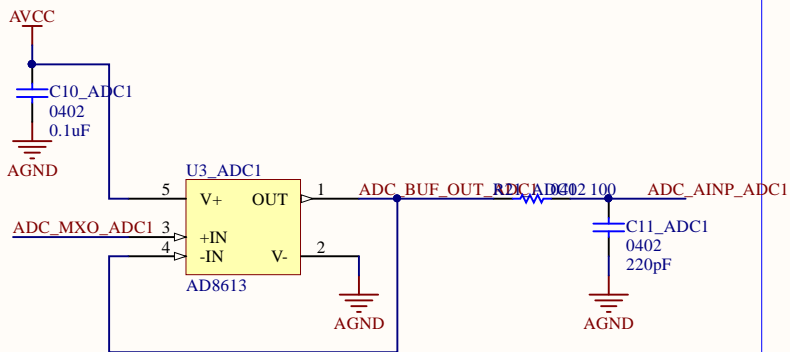 AVCC
C10_ADC1
0402
0.1uF
AGND
U3_ADC1
5
V+
OUT
1
ADC_BUF_OUT_ADC1
0402
100
ADC_AINP_ADC1
ADC_MXO_ADC1
3
+IN
4
-IN
V-
2
AD8613
AGND
C11_ADC1
0402
220pF
AGND